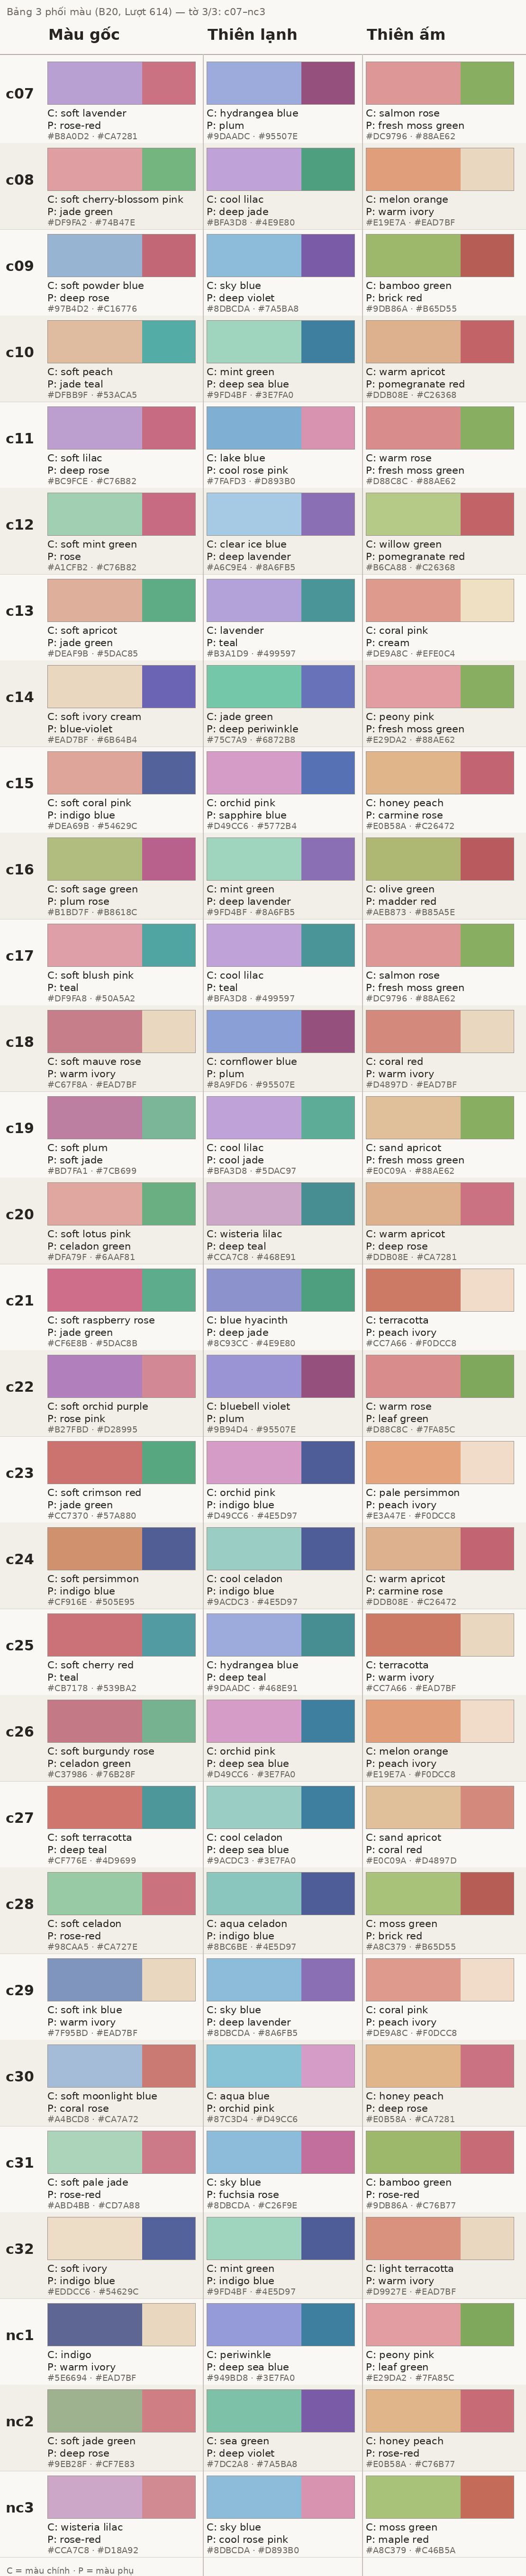 Bảng 3 phối màu (B20, Lượt 614) — tờ 3/3: c07–nc3
Màu gốc Thiên lạnh Thiên ấm
c07
C: soft lavender C: hydrangea blue C: salmon rose
P: rose-red P: plum P: fresh moss green
#B8A0D2 · #CA7281 #9DAADC · #95507E #DC9796 · #88AE62
c08
C: soft cherry-blossom pink C: cool lilac C: melon orange
P: jade green P: deep jade P: warm ivory
#DF9FA2 · #74B47E #BFA3D8 · #4E9E80 #E19E7A · #EAD7BF
c09
C: soft powder blue C: sky blue C: bamboo green
P: deep rose P: deep violet P: brick red
#97B4D2 · #C16776 #8DBCDA · #7A5BA8 #9DB86A · #B65D55
c10
C: soft peach C: mint green C: warm apricot
P: jade teal P: deep sea blue P: pomegranate red
#DFBB9F · #53ACA5 #9FD4BF · #3E7FA0 #DDB08E · #C26368
c11
C: soft lilac C: lake blue C: warm rose
P: deep rose P: cool rose pink P: fresh moss green
#BC9FCE · #C76B82 #7FAFD3 · #D893B0 #D88C8C · #88AE62
c12
C: soft mint green C: clear ice blue C: willow green
P: rose P: deep lavender P: pomegranate red
#A1CFB2 · #C76B82 #A6C9E4 · #8A6FB5 #B6CA88 · #C26368
c13
C: soft apricot C: lavender C: coral pink
P: jade green P: teal P: cream
#DEAF9B · #5DAC85 #B3A1D9 · #499597 #DE9A8C · #EFE0C4
c14
C: soft ivory cream C: jade green C: peony pink
P: blue-violet P: deep periwinkle P: fresh moss green
#EAD7BF · #6B64B4 #75C7A9 · #6872B8 #E29DA2 · #88AE62
c15
C: soft coral pink C: orchid pink C: honey peach
P: indigo blue P: sapphire blue P: carmine rose
#DEA69B · #54629C #D49CC6 · #5772B4 #E0B58A · #C26472
c16
C: soft sage green C: mint green C: olive green
P: plum rose P: deep lavender P: madder red
#B1BD7F · #B8618C #9FD4BF · #8A6FB5 #AEB873 · #B85A5E
c17
C: soft blush pink C: cool lilac C: salmon rose
P: teal P: teal P: fresh moss green
#DF9FA8 · #50A5A2 #BFA3D8 · #499597 #DC9796 · #88AE62
c18
C: soft mauve rose C: cornflower blue C: coral red
P: warm ivory P: plum P: warm ivory
#C67F8A · #EAD7BF #8A9FD6 · #95507E #D4897D · #EAD7BF
c19
C: soft plum C: cool lilac C: sand apricot
P: soft jade P: cool jade P: fresh moss green
#BD7FA1 · #7CB699 #BFA3D8 · #5DAC97 #E0C09A · #88AE62
c20
C: soft lotus pink C: wisteria lilac C: warm apricot
P: celadon green P: deep teal P: deep rose
#DFA79F · #6AAF81 #CCA7C8 · #468E91 #DDB08E · #CA7281
c21
C: soft raspberry rose C: blue hyacinth C: terracotta
P: jade green P: deep jade P: peach ivory
#CF6E8B · #5DAC8B #8C93CC · #4E9E80 #CC7A66 · #F0DCC8
c22
C: soft orchid purple C: bluebell violet C: warm rose
P: rose pink P: plum P: leaf green
#B27FBD · #D28995 #9B94D4 · #95507E #D88C8C · #7FA85C
c23
C: soft crimson red C: orchid pink C: pale persimmon
P: jade green P: indigo blue P: peach ivory
#CC7370 · #57A880 #D49CC6 · #4E5D97 #E3A47E · #F0DCC8
c24
C: soft persimmon C: cool celadon C: warm apricot
P: indigo blue P: indigo blue P: carmine rose
#CF916E · #505E95 #9ACDC3 · #4E5D97 #DDB08E · #C26472
c25
C: soft cherry red C: hydrangea blue C: terracotta
P: teal P: deep teal P: warm ivory
#CB7178 · #539BA2 #9DAADC · #468E91 #CC7A66 · #EAD7BF
c26
C: soft burgundy rose C: orchid pink C: melon orange
P: celadon green P: deep sea blue P: peach ivory
#C37986 · #76B28F #D49CC6 · #3E7FA0 #E19E7A · #F0DCC8
c27
C: soft terracotta C: cool celadon C: sand apricot
P: deep teal P: deep sea blue P: coral red
#CF776E · #4D9699 #9ACDC3 · #3E7FA0 #E0C09A · #D4897D
c28
C: soft celadon C: aqua celadon C: moss green
P: rose-red P: indigo blue P: brick red
#98CAA5 · #CA727E #8BC6BE · #4E5D97 #A8C379 · #B65D55
c29
C: soft ink blue C: sky blue C: coral pink
P: warm ivory P: deep lavender P: peach ivory
#7F95BD · #EAD7BF #8DBCDA · #8A6FB5 #DE9A8C · #F0DCC8
c30
C: soft moonlight blue C: aqua blue C: honey peach
P: coral rose P: orchid pink P: deep rose
#A4BCD8 · #CA7A72 #87C3D4 · #D49CC6 #E0B58A · #CA7281
c31
C: soft pale jade C: sky blue C: bamboo green
P: rose-red P: fuchsia rose P: rose-red
#ABD4BB · #CD7A88 #8DBCDA · #C26F9E #9DB86A · #C76B77
c32
C: soft ivory C: mint green C: light terracotta
P: indigo blue P: indigo blue P: warm ivory
#EDDCC6 · #54629C #9FD4BF · #4E5D97 #D9927E · #EAD7BF
nc1
C: indigo C: periwinkle C: peony pink
P: warm ivory P: deep sea blue P: leaf green
#5E6694 · #EAD7BF #949BD8 · #3E7FA0 #E29DA2 · #7FA85C
nc2
C: soft jade green C: sea green C: honey peach
P: deep rose P: deep violet P: rose-red
#9EB28F · #CF7E83 #7DC2A8 · #7A5BA8 #E0B58A · #C76B77
nc3
C: wisteria lilac C: sky blue C: moss green
P: rose-red P: cool rose pink P: maple red
#CCA7C8 · #D18A92 #8DBCDA · #D893B0 #A8C379 · #C46B5A
C = màu chính · P = màu phụ